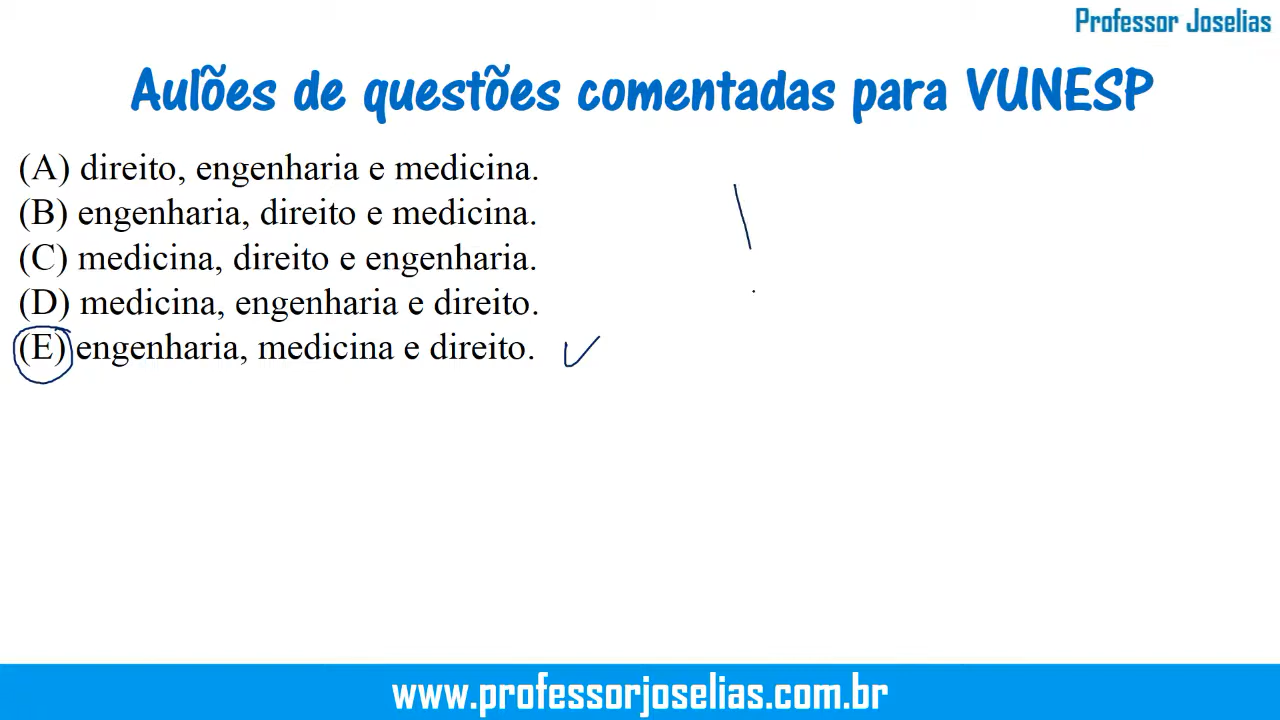 Professor Joselias
Aulões de questões comentadas para VUNESP
(A) direito, engenharia e medicina.
(B) engenharia, direito e medicina.
(C) medicina, direito e engenharia.
(D) medicina, engenharia e direito.
(E) engenharia, medicina e direito.
www.professorjoselias.com.br